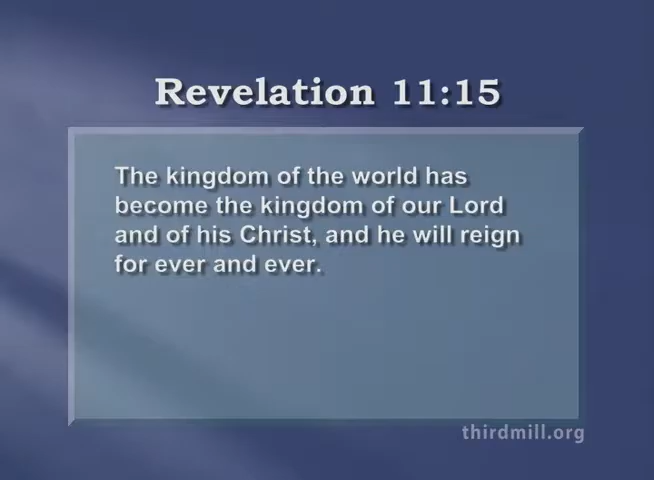 Revelation 11:15
The kingdom of the world has
become the kingdom of our Lord
and of his Christ, and he will reign
for ever and ever.
thirdmill.org